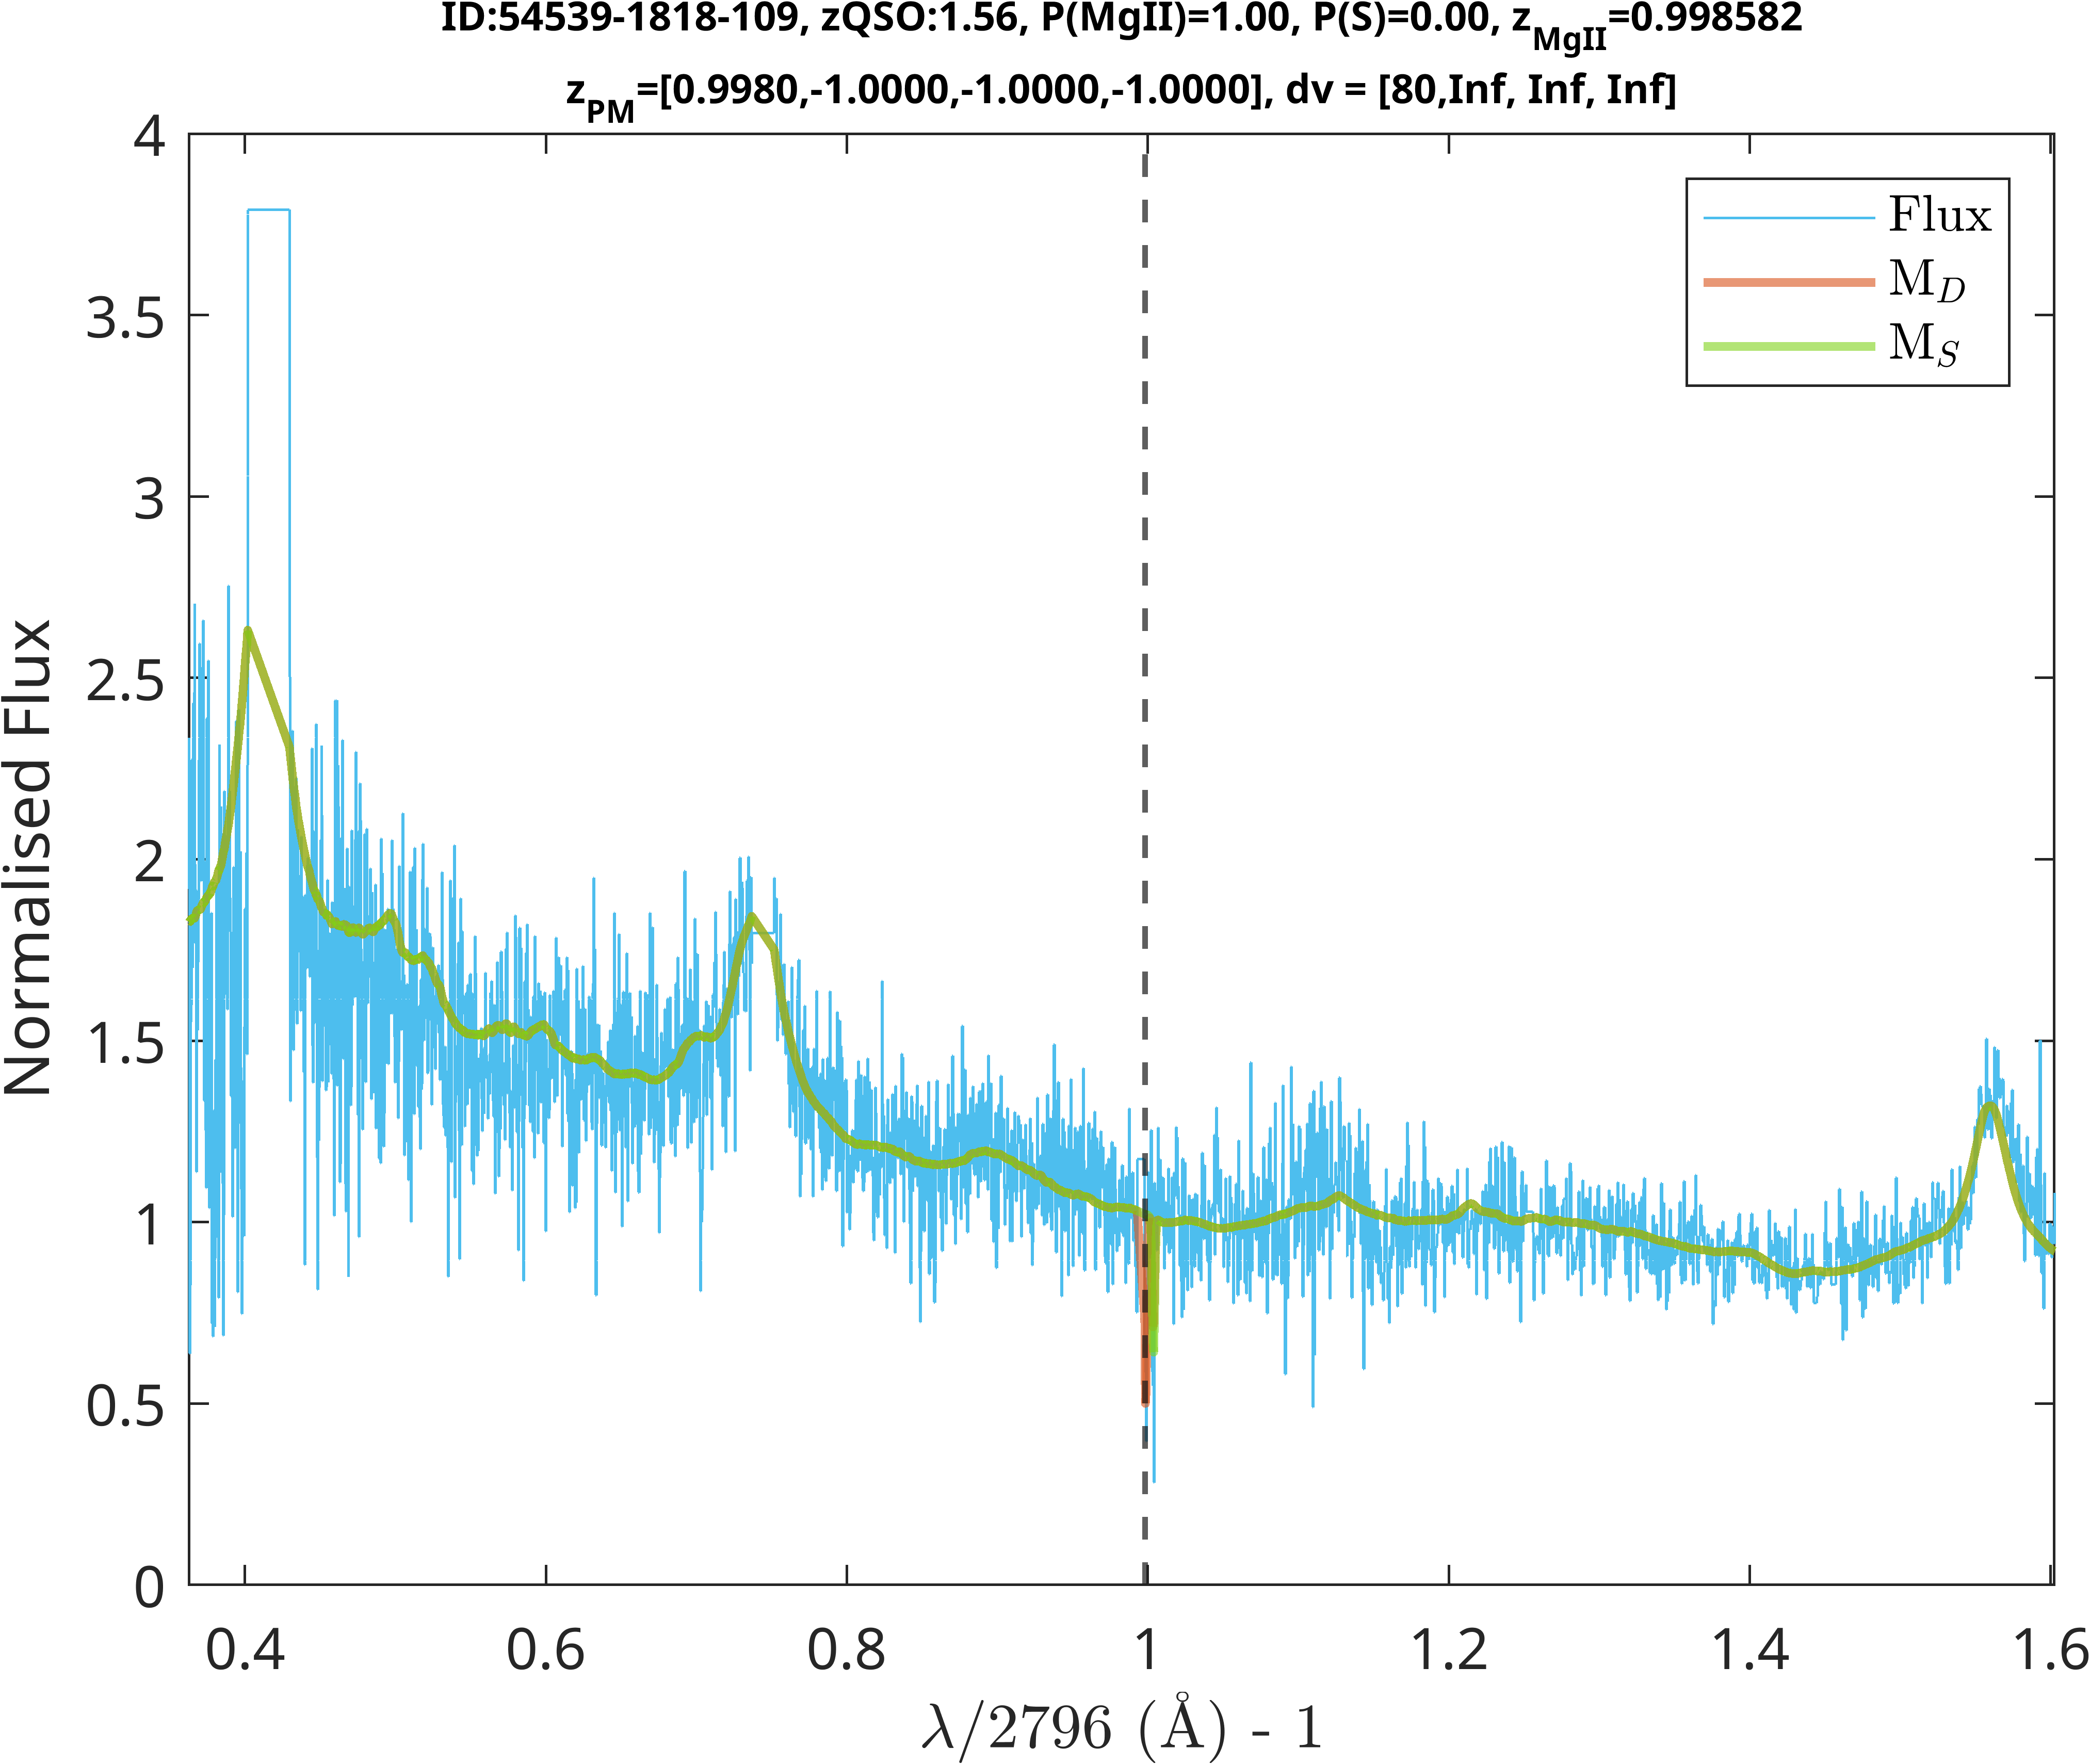 ID:54539-1818-109, zQSO:1.56, P(MgII)=1.00, P(S)=0.00, zMgII=0.998582
zPM=[0.9980,-1.0000,-1.0000,-1.0000], dv = [80,Inf, Inf, Inf]
4
3.5
3
2.5
2
1.5
1
0.5
0
Normalised Flux
Flux
MD
MS
0.4 0.6 0.8 1 1.2 1.4 1.6
λ/2796 (Å) - 1